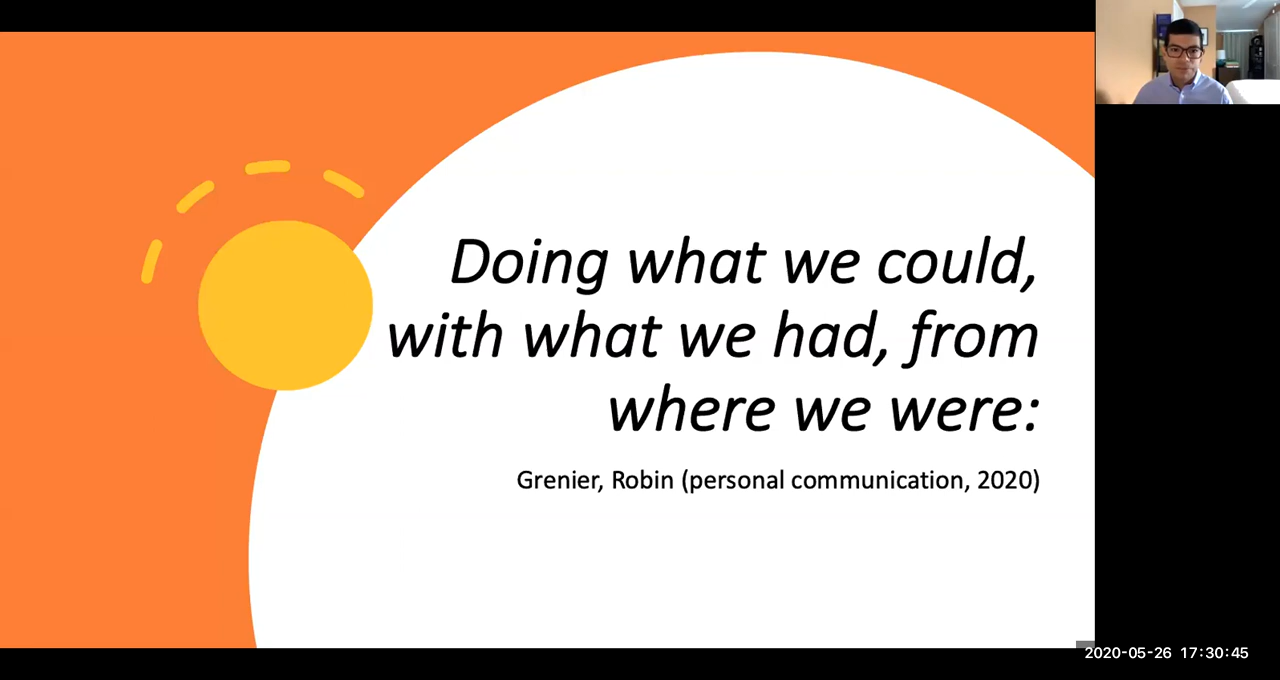 Doing what we could,
with what we had, from
where we were:
Grenier, Robin (personal communication, 2020)
2020-05-26 17:30:45